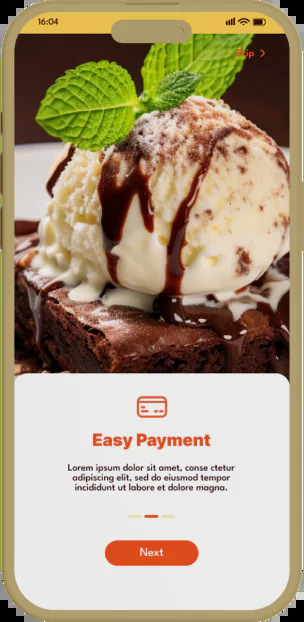 16:04
Skip
Easy Payment
Lorem ipsum dolor sit amet, conse ctetur
adipiscing elit, sed do eiusmod tempor
incididunt ut labore et dolore magna.
Next